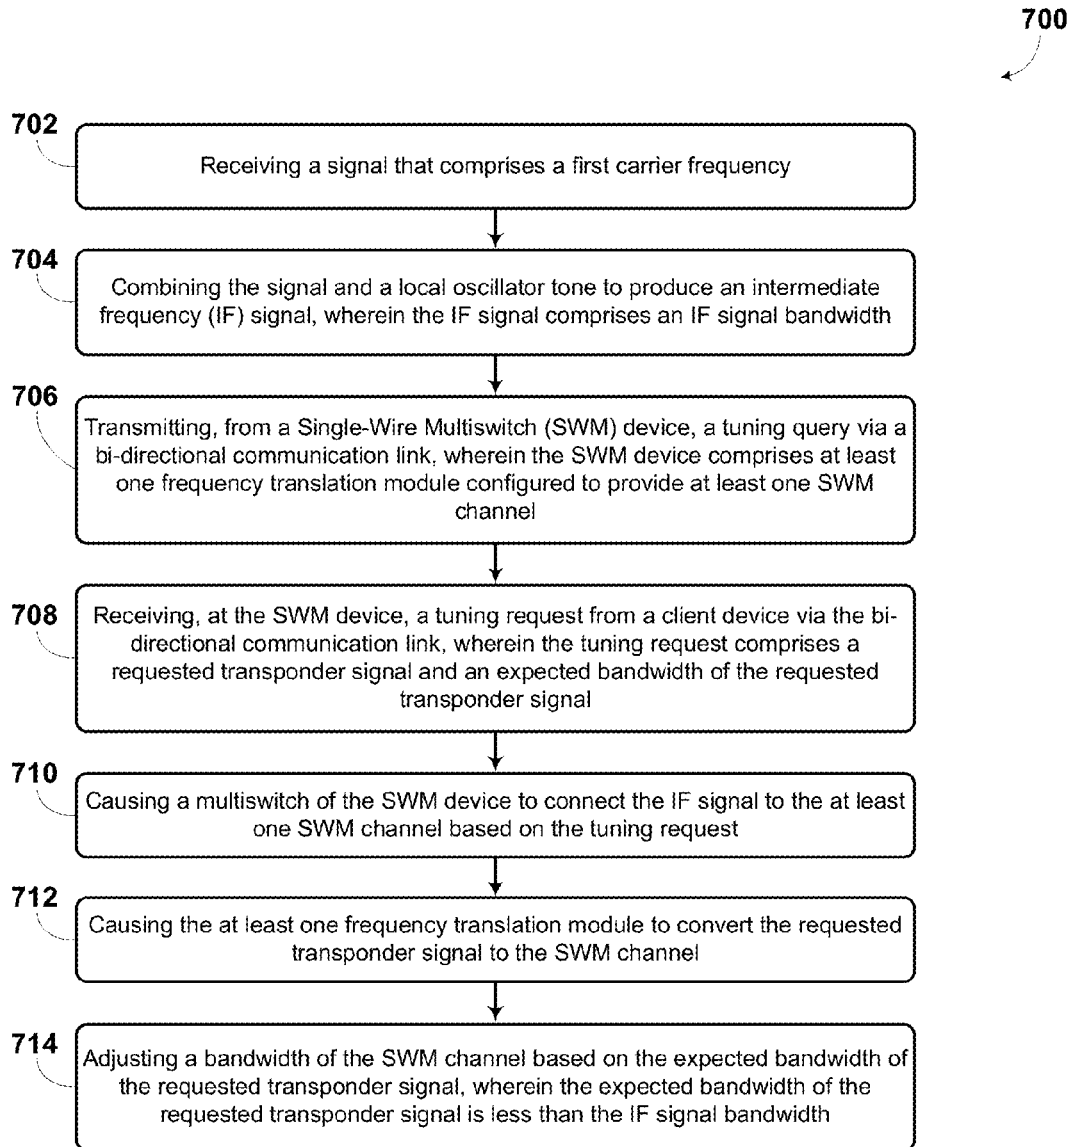 700
702
Receiving a signal that comprises a first carrier frequency
704
Combining the signal and a local oscillator tone to produce an intermediate
frequency (IF) signal, wherein the IF signal comprises an IF signal bandwidth
706
Transmitting, from a Single-Wire Multiswitch (SWM) device, a tuning query via a
bi-directional communication link, wherein the SWM device comprises at least
one frequency translation module configured to provide at least one SWM
channel
708
Receiving, at the SWM device, a tuning request from a client device via the bi-
directional communication link, wherein the tuning request comprises a
requested transponder signal and an expected bandwidth of the requested
transponder signal
710
Causing a multiswitch of the SWM device to connect the IF signal to the at least
one SWM channel based on the tuning request
712
Causing the at least one frequency translation module to convert the requested
transponder signal to the SWM channel
714
Adjusting a bandwidth of the SWM channel based on the expected bandwidth of
the requested transponder signal, wherein the expected bandwidth of the
requested transponder signal is less than the IF signal bandwidth